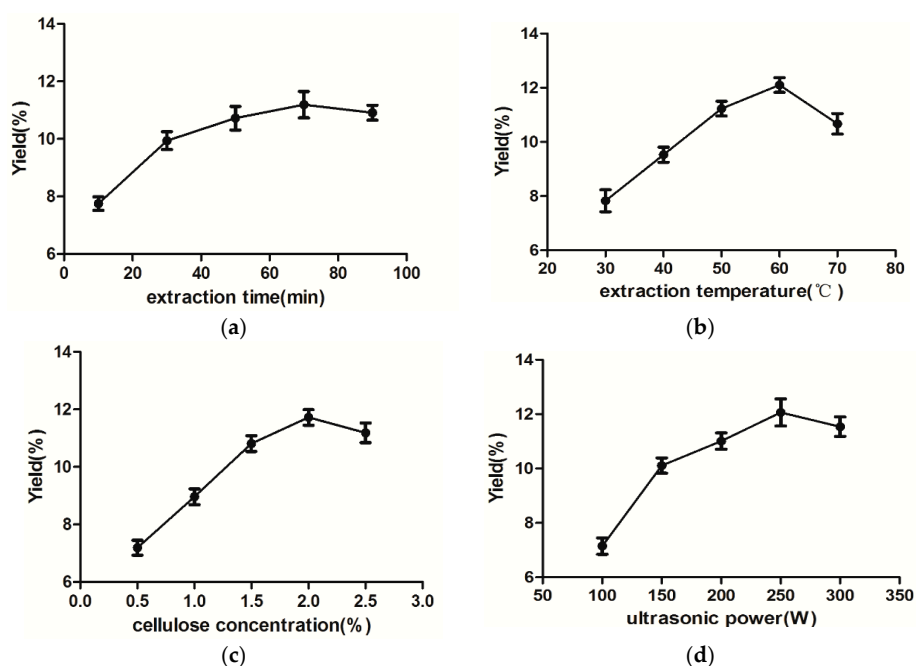 14
12
10
8
6
Yield(%)
0 20 40 60 80 100
extraction time(min)
(a)
14
12
10
8
6
Yield(%)
20 30 40 50 60 70 80
extraction temperature(℃)
(b)
14
12
10
8
6
Yield(%)
0.0 0.5 1.0 1.5 2.0 2.5 3.0
cellulose concentration(%)
(c)
14
12
10
8
6
Yield(%)
50 100 150 200 250 300 350
ultrasonic power(W)
(d)